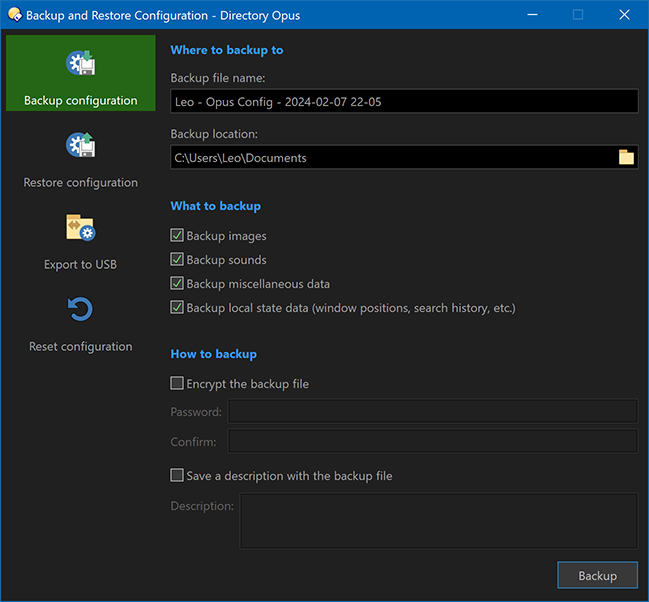 Backup and Restore Configuration - Directory Opus
Backup configuration
Restore configuration
Export to USB
Reset configuration
Where to backup to
Backup file name:
Leo - Opus Config - 2024-02-07 22-05
Backup location:
C:\Users\Leo\Documents
What to backup
Backup images
Backup sounds
Backup miscellaneous data
Backup local state data (window positions, search history, etc.)
How to backup
Encrypt the backup file
Password:
Confirm:
Save a description with the backup file
Description:
Backup